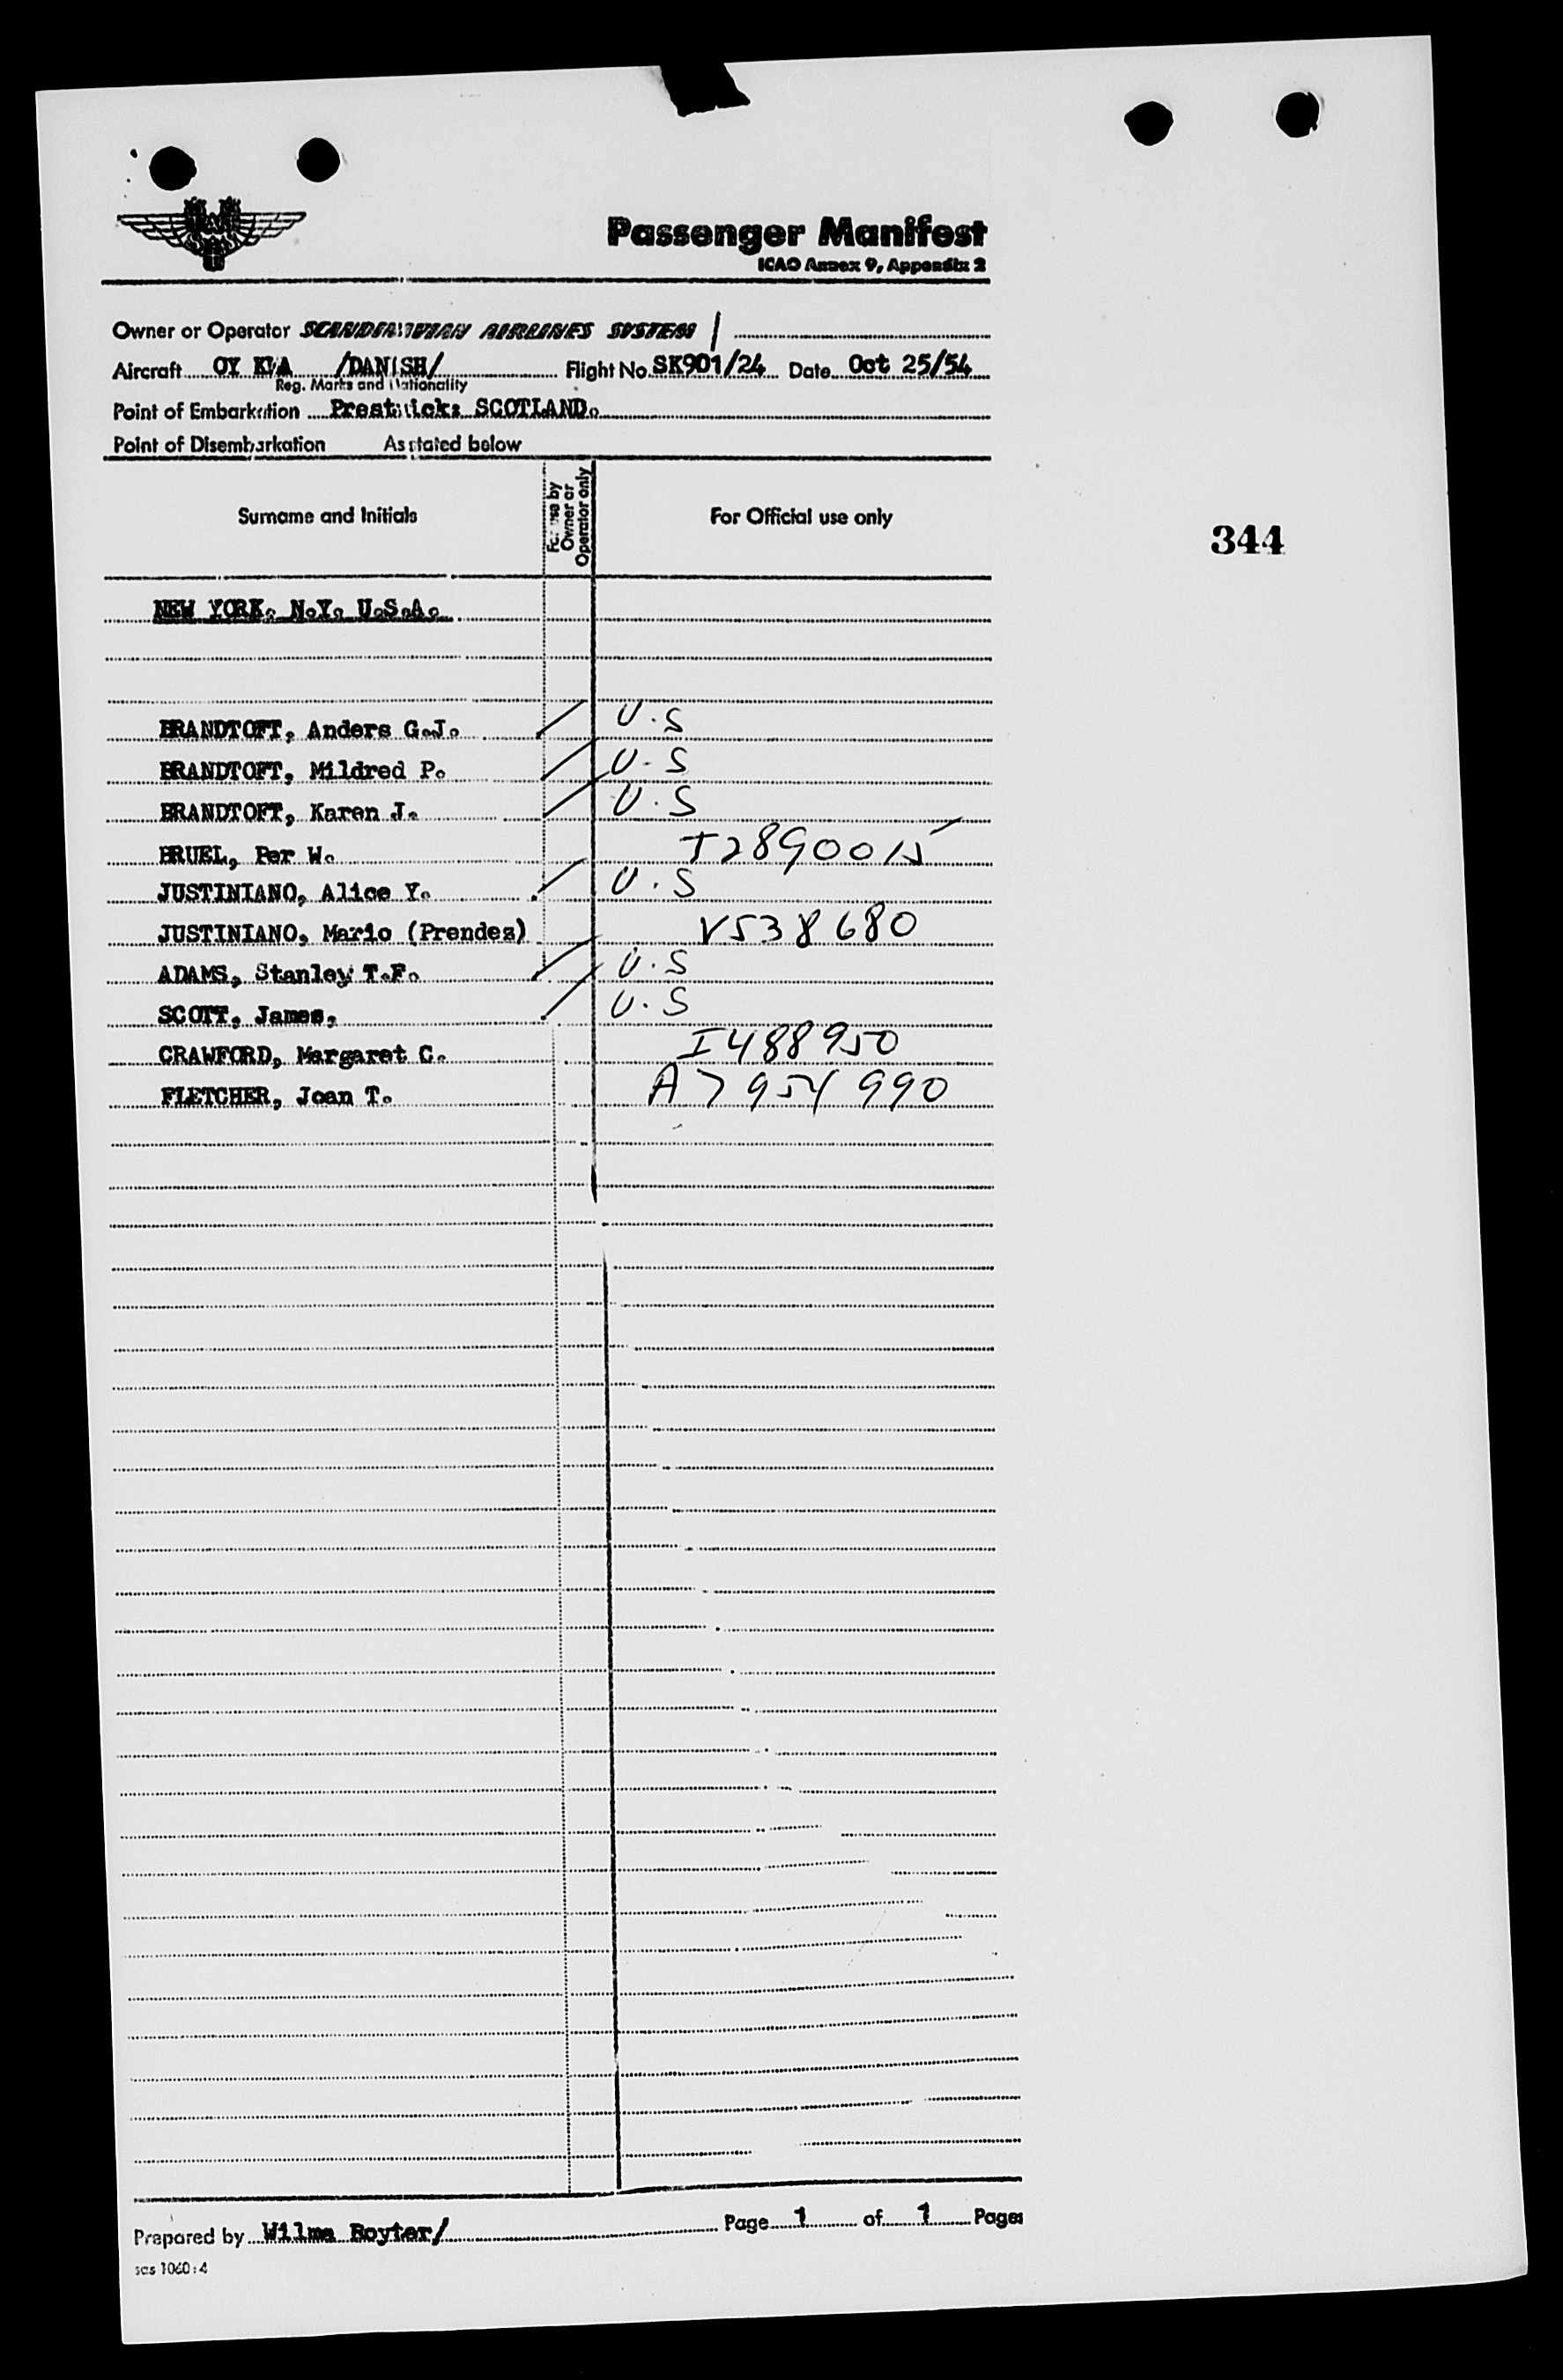 SAS
Passenger Manifest
ICAO Annex 9, Appendix 2
Owner or Operator SCANDINAVIAN AIRLINES SYSTEM /
Aircraft OY KVA /DANISH/ Flight No. SK901/24 Date Oct 25/54
Reg. Marks and Nationality
Point of Embarkation Prestwick: SCOTLAND.
Point of Disembarkation As stated below
Surname and Initials For use by Owner or Operator only For Official use only
344
NEW YORK. N.Y. U.S.A.
BRANDTOFT, Anders G.J. U.S
BRANDTOFT, Mildred P. U-S
BRANDTOFT, Karen J. U.S
BRUEL, Per W. T2890015
JUSTINIANO, Alice Y. U.S
JUSTINIANO, Mario (Prendes) V538680
ADAMS, Stanley T.F. U.S
SCOTT, James, U.S
CRAWFORD, Margaret C. I488950
FLETCHER, Joan T. A7954990
Prepared by Wilma Royter/ Page 1 of 1 Pages
sas 1060:4